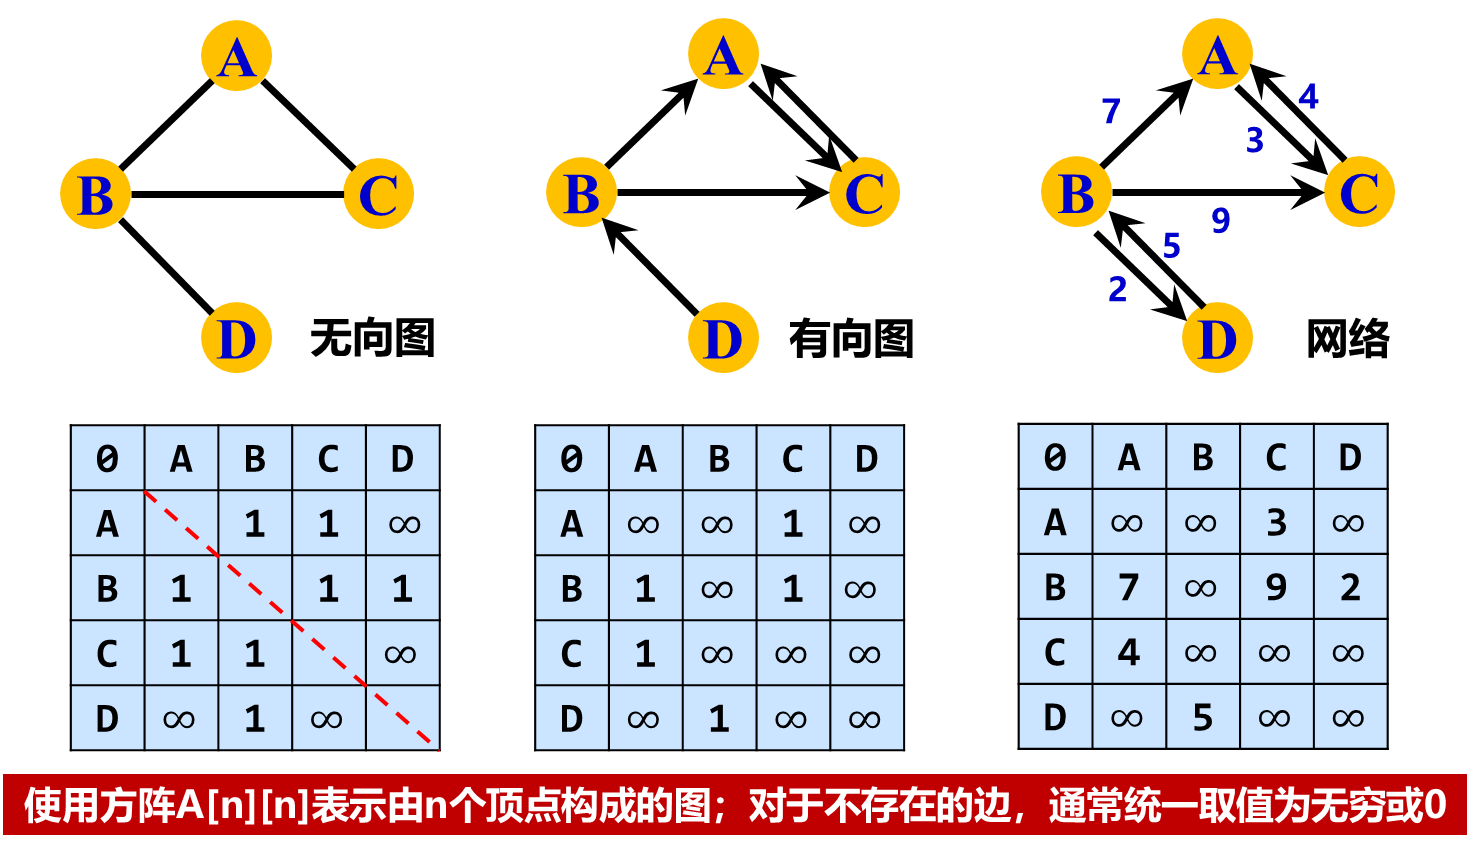 A
B
C
D
无向图
A
B
C
D
有向图
A
7
4
3
B
C
9
5
2
D
网络
0 A B C D
A 1 1 ∞
B 1 1 1
C 1 1 ∞
D ∞ 1 ∞
0 A B C D
A ∞ ∞ 1 ∞
B 1 ∞ 1 ∞
C 1 ∞ ∞ ∞
D ∞ 1 ∞ ∞
0 A B C D
A ∞ ∞ 3 ∞
B 7 ∞ 9 2
C 4 ∞ ∞ ∞
D ∞ 5 ∞ ∞
使用方阵A[n][n]表示由n个顶点构成的图；对于不存在的边，通常统一取值为无穷或0